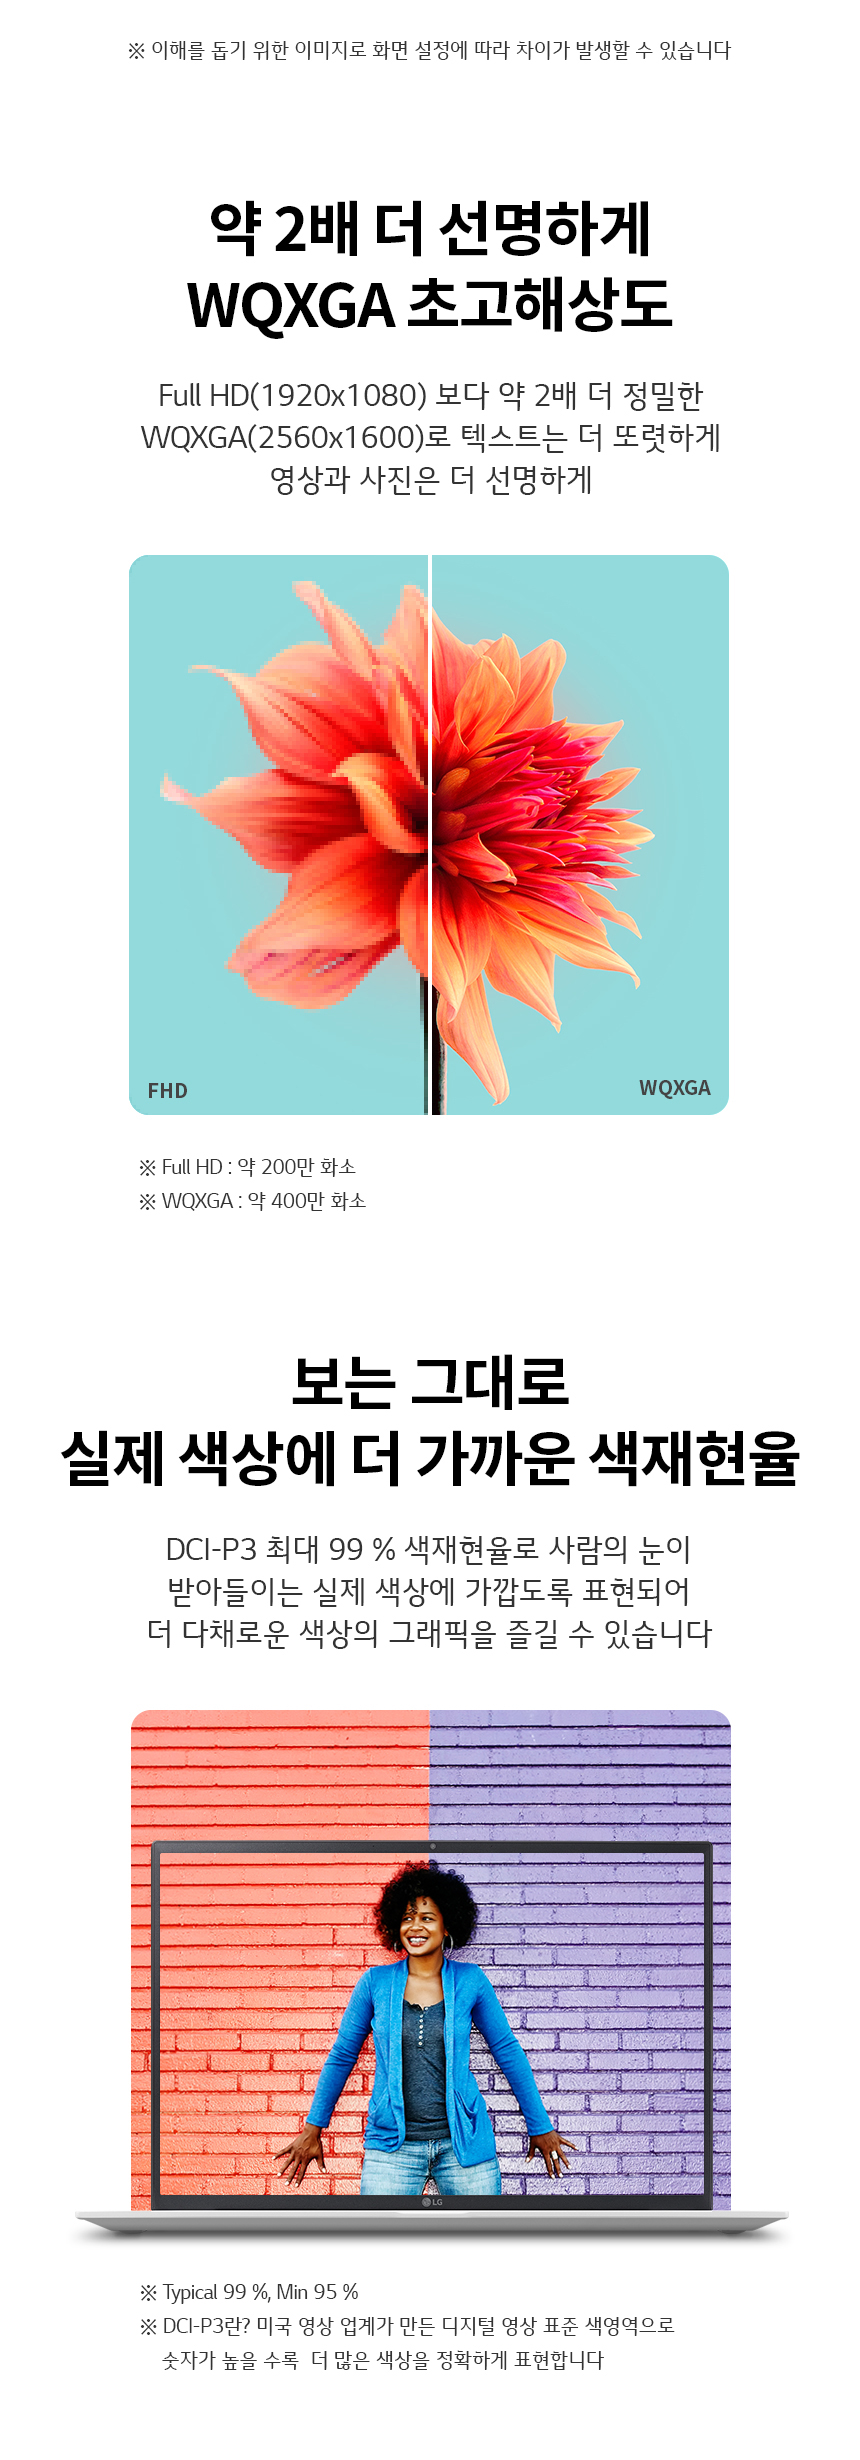 ※ 이해를 돕기 위한 이미지로 화면 설정에 따라 차이가 발생할 수 있습니다
약 2배 더 선명하게
WQXGA 초고해상도
Full HD(1920x1080) 보다 약 2배 더 정밀한
WQXGA(2560x1600)로 텍스트는 더 또렷하게
영상과 사진은 더 선명하게
FHD
WQXGA
※ Full HD : 약 200만 화소
※ WQXGA : 약 400만 화소
보는 그대로
실제 색상에 더 가까운 색재현율
DCI-P3 최대 99 % 색재현율로 사람의 눈이
받아들이는 실제 색상에 가깝도록 표현되어
더 다채로운 색상의 그래픽을 즐길 수 있습니다
LG
※ Typical 99 %, Min 95 %
※ DCI-P3란? 미국 영상 업계가 만든 디지털 영상 표준 색영역으로
숫자가 높을 수록 더 많은 색상을 정확하게 표현합니다